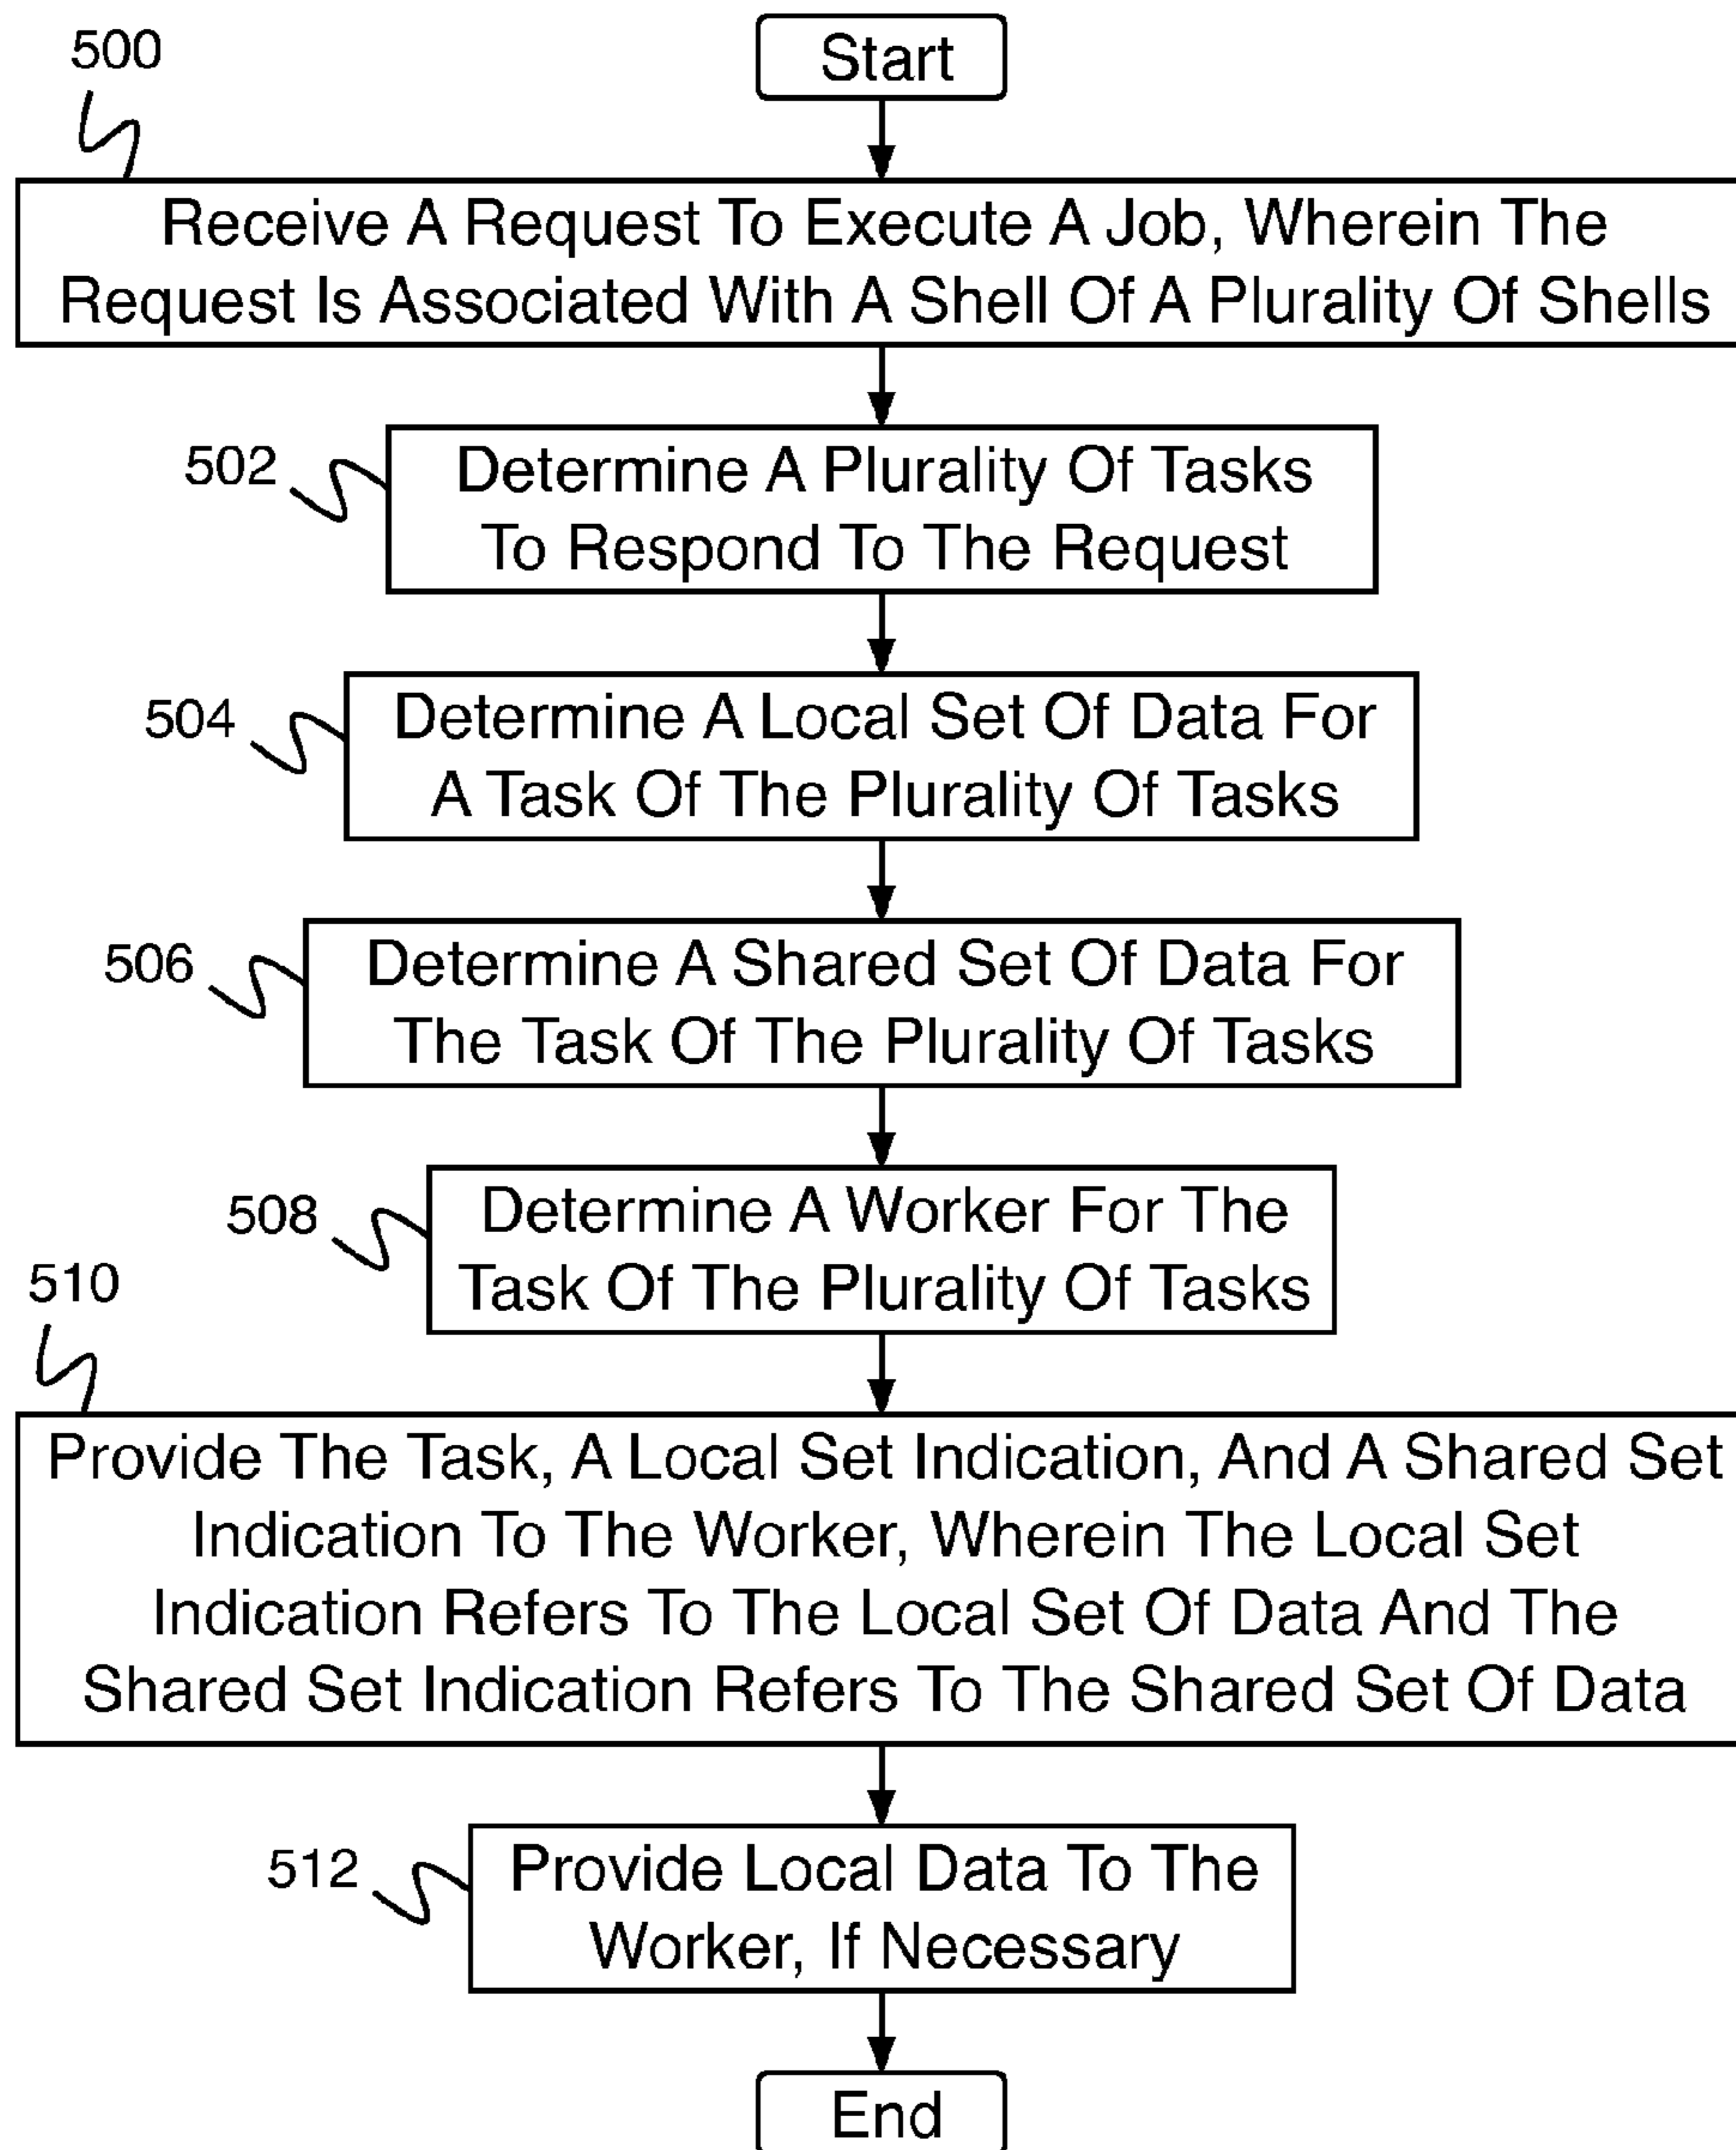 500
Start
Receive A Request To Execute A Job, Wherein The
Request Is Associated With A Shell Of A Plurality Of Shells
502
Determine A Plurality Of Tasks
To Respond To The Request
504
Determine A Local Set Of Data For
A Task Of The Plurality Of Tasks
506
Determine A Shared Set Of Data For
The Task Of The Plurality Of Tasks
508
Determine A Worker For The
Task Of The Plurality Of Tasks
510
Provide The Task, A Local Set Indication, And A Shared Set
Indication To The Worker, Wherein The Local Set
Indication Refers To The Local Set Of Data And The
Shared Set Indication Refers To The Shared Set Of Data
512
Provide Local Data To The
Worker, If Necessary
End